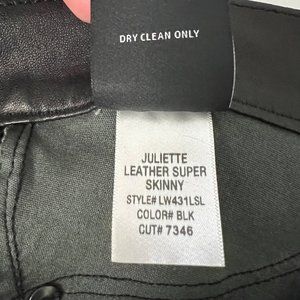 DRY CLEAN ONLY
JULIETTE
LEATHER SUPER
SKINNY
STYLE# LW431LSL
COLOR# BLK
CUT# 7346